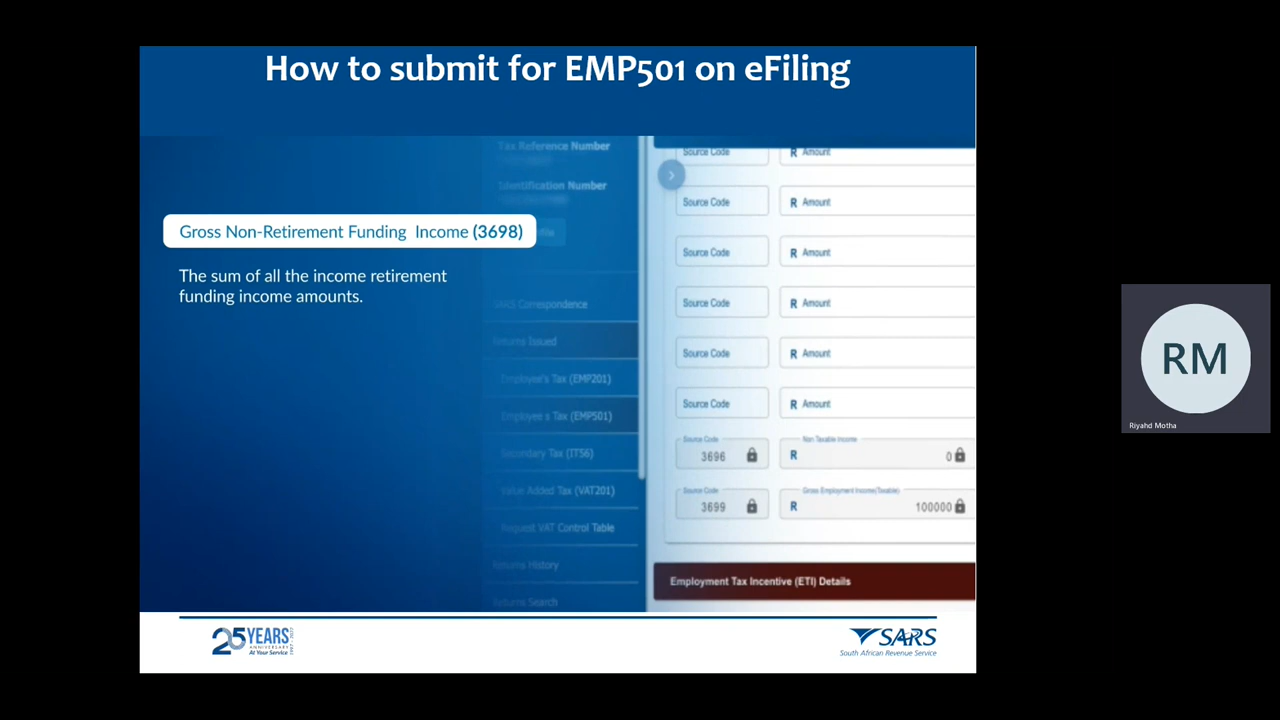 How to submit for EMP501 on eFiling
Tax Reference Number
Identification Number
Gross Non-Retirement Funding Income (3698)
The sum of all the income retirement
funding income amounts.
SARS Correspondence
Returns Issued
Employee's Tax (EMP201)
Employee s Tax (EMP501)
Secondary Tax (IT56)
Value Added Tax (VAT201)
Request VAT Control Table
Returns History
Returns Search
Source Code R Amount
Source Code R Amount
Source Code R Amount
Source Code R Amount
Source Code R Amount
Source Code R Amount
Source Code Non Taxable Income
3696 R 0
Source Code Gross Employment Income(Taxable)
3699 R 100000
Employment Tax Incentive (ETI) Details
25 YEARS
ANNIVERSARY
At Your Service
SARS
South African Revenue Service
RM
Riyahd Motha